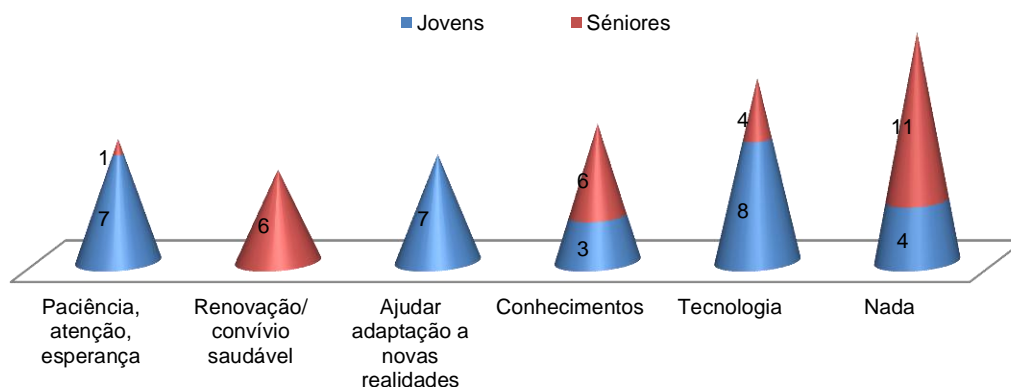 Jovens Séniores
1
7
6
7
6
3
4
8
11
4
Paciência,
atenção,
esperança
Renovação/
convívio
saudável
Ajudar
adaptação a
novas
realidades
Conhecimentos
Tecnologia
Nada